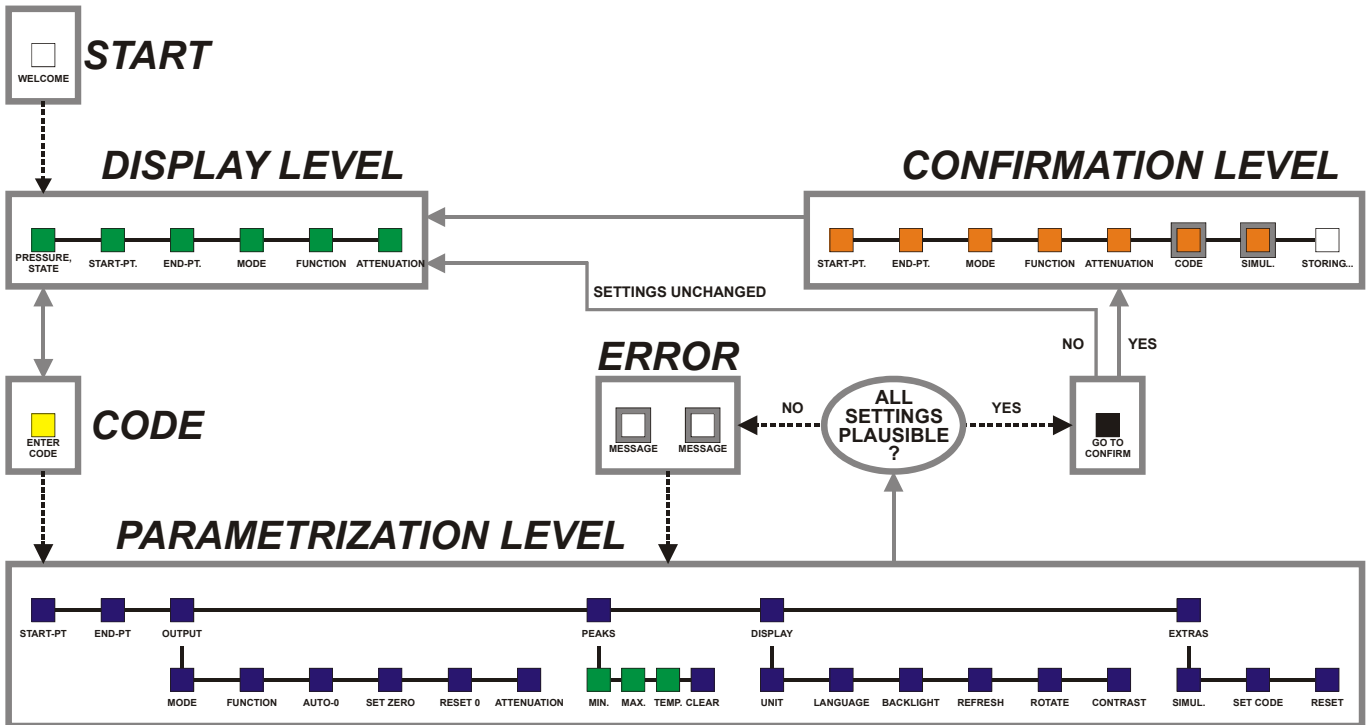 START
WELCOME
DISPLAY LEVEL
PRESSURE,
STATE
START-PT.
END-PT.
MODE
FUNCTION
ATTENUATION
CONFIRMATION LEVEL
START-PT.
END-PT.
MODE
FUNCTION
ATTENUATION
CODE
SIMUL.
STORING...
SETTINGS UNCHANGED
NO
YES
CODE
ENTER
CODE
ERROR
MESSAGE
MESSAGE
NO
ALL
SETTINGS
PLAUSIBLE
?
YES
GO TO
CONFIRM
PARAMETRIZATION LEVEL
START-PT
END-PT
OUTPUT
PEAKS
DISPLAY
EXTRAS
MODE
FUNCTION
AUTO-0
SET ZERO
RESET 0
ATTENUATION
MIN.
MAX.
TEMP.
CLEAR
UNIT
LANGUAGE
BACKLIGHT
REFRESH
ROTATE
CONTRAST
SIMUL.
SET CODE
RESET